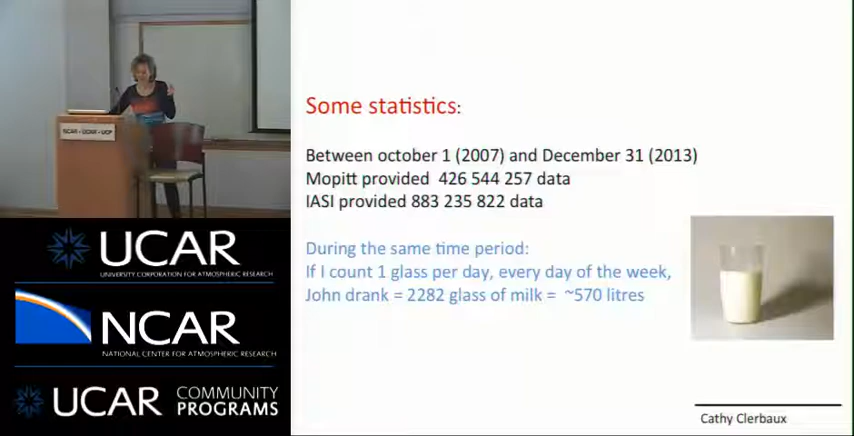 NCAR • UCAR • UCP
UCAR
UNIVERSITY CORPORATION FOR ATMOSPHERIC RESEARCH
NCAR
NATIONAL CENTER FOR ATMOSPHERIC RESEARCH
UCAR COMMUNITY PROGRAMS
Some statistics:
Between october 1 (2007) and December 31 (2013)
Mopitt provided 426 544 257 data
IASI provided 883 235 822 data
During the same time period:
If I count 1 glass per day, every day of the week,
John drank = 2282 glass of milk = ~570 litres
Cathy Clerbaux